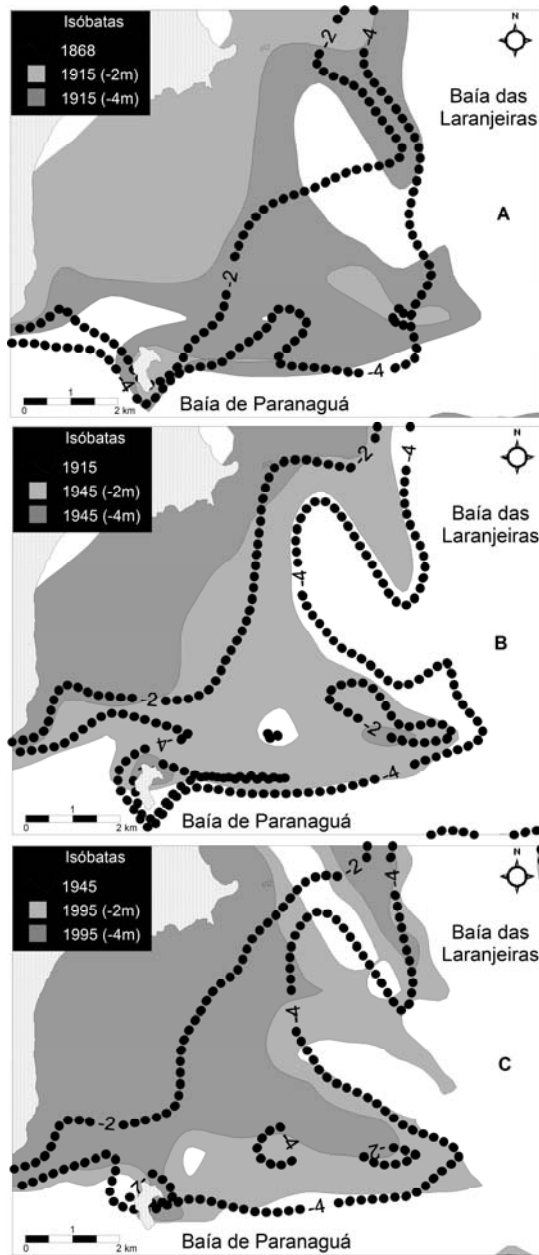 Isóbatas
1868
1915 (-2m)
1915 (-4m)
-2
-4
N
Baía das
Laranjeiras
A
-2
-4
-4
0 1 2 km
Baía de Paranaguá
Isóbatas
1915
1945 (-2m)
1945 (-4m)
-2
-4
N
Baía das
Laranjeiras
-4
B
-2
-2
-4
-4
0 1 2 km
Baía de Paranaguá
Isóbatas
1945
1995 (-2m)
1995 (-4m)
-2
-4
N
Baía das
Laranjeiras
-4
C
-2
-4
-2
-2
-4
0 1 2 km
Baía de Paranaguá